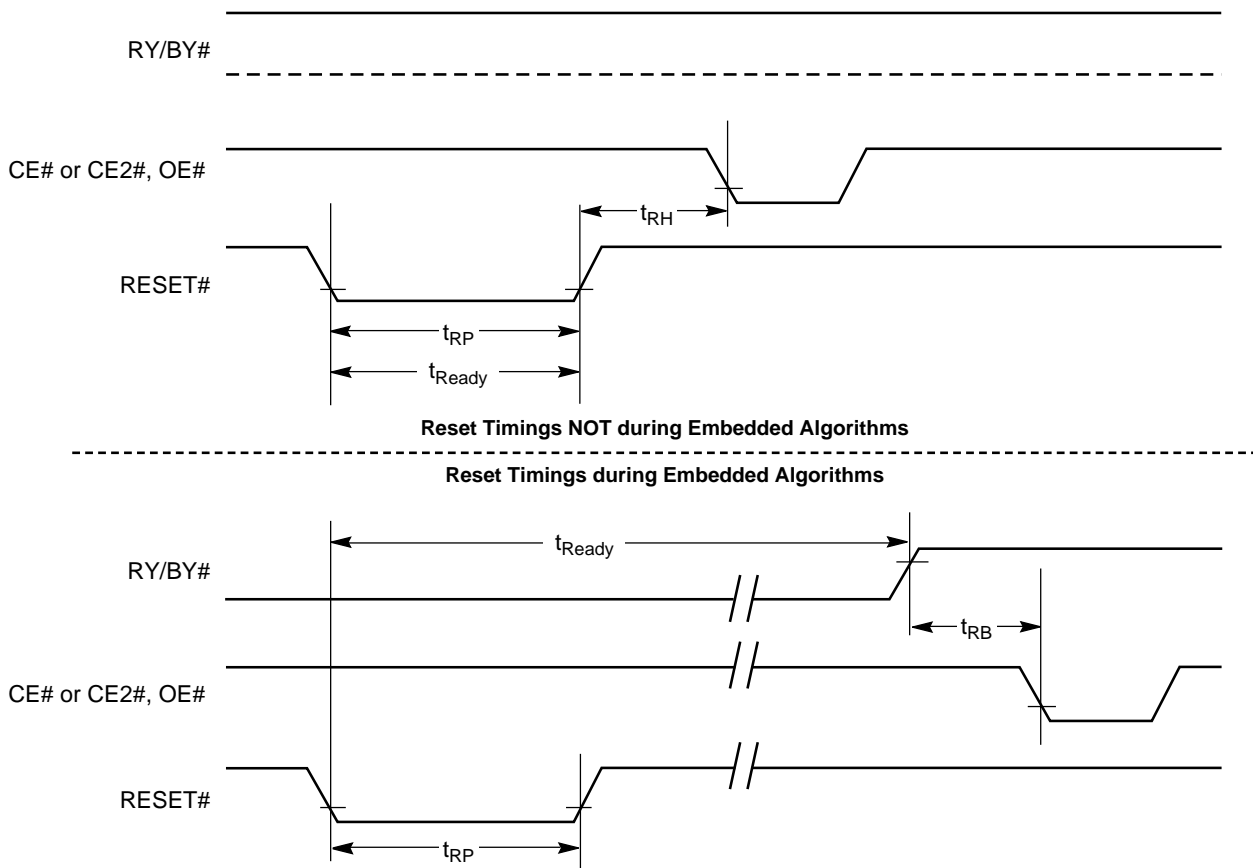 RY/BY#
CE# or CE2#, OE#
tRH
RESET#
tRP
tReady
Reset Timings NOT during Embedded Algorithms
Reset Timings during Embedded Algorithms
tReady
RY/BY#
tRB
CE# or CE2#, OE#
RESET#
tRP